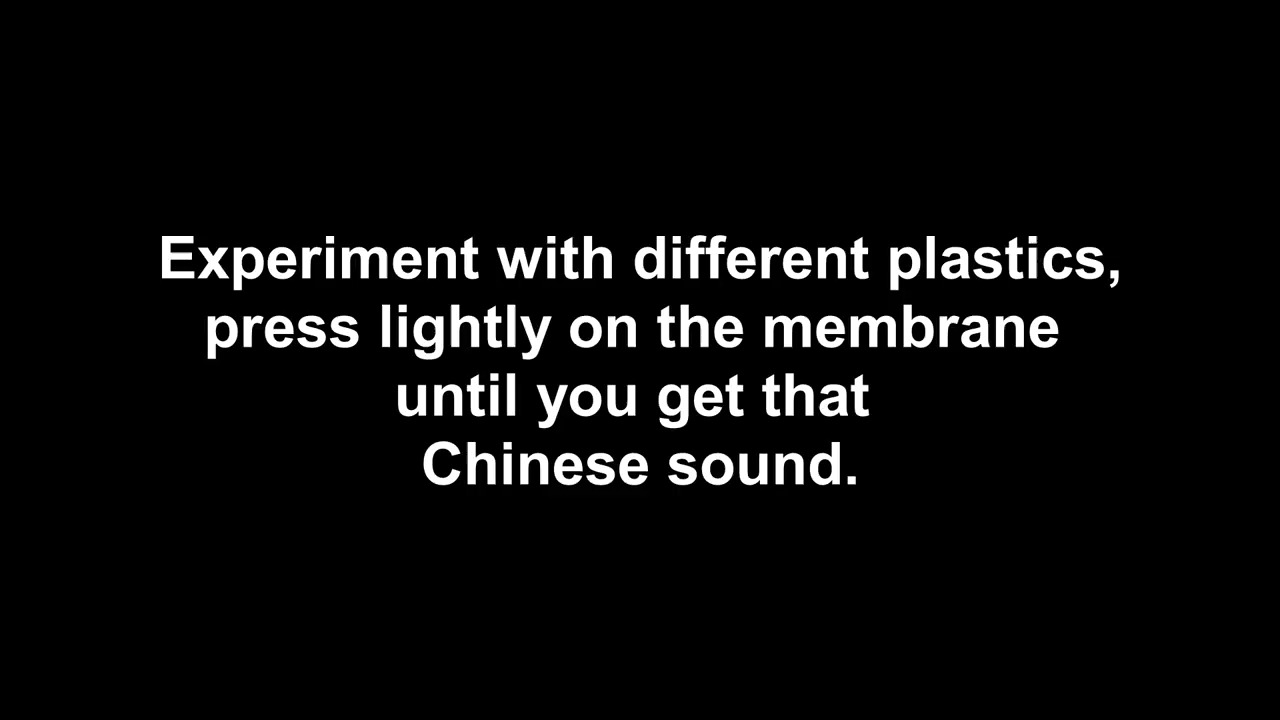 Experiment with different plastics,
press lightly on the membrane
until you get that
Chinese sound.